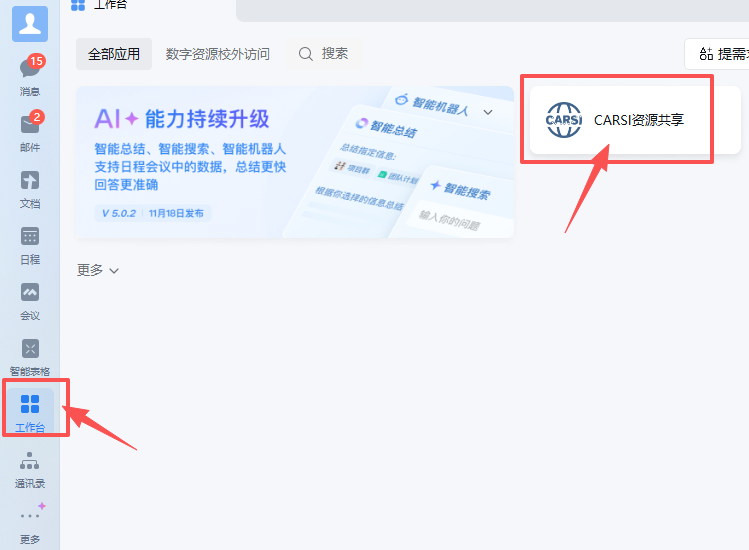 工作台
15
消息
2
邮件
文档
日程
会议
智能表格
工作台
通讯录
更多
全部应用
数字资源校外访问
搜索
提需求
AI 能力持续升级
智能总结、智能搜索、智能机器人
支持日程会议中的数据，总结更快
回答更准确
V 5.0.2 | 11月18日发布
智能机器人
智能总结
总结指定信息:
项目群
团队计划
根据你选择的信息总结
智能搜索
输入你的问题
CARSI
CARSI资源共享
更多